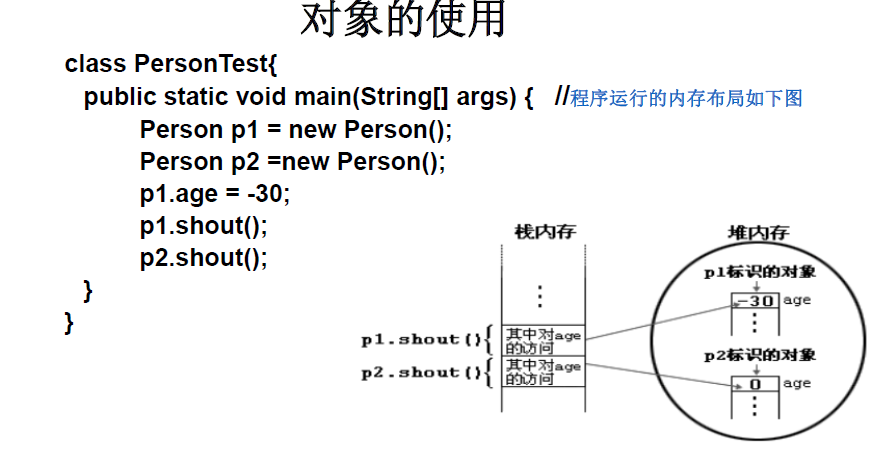 对象的使用
class PersonTest{
public static void main(String[] args) { //程序运行的内存布局如下图
Person p1 = new Person();
Person p2 =new Person();
p1.age = -30;
p1.shout();
p2.shout();
}
}
栈内存
堆内存
p1标识的对象
-30 age
p1.shout(){ 其中对age
的访问
p2标识的对象
p2.shout(){ 其中对age
的访问
0 age